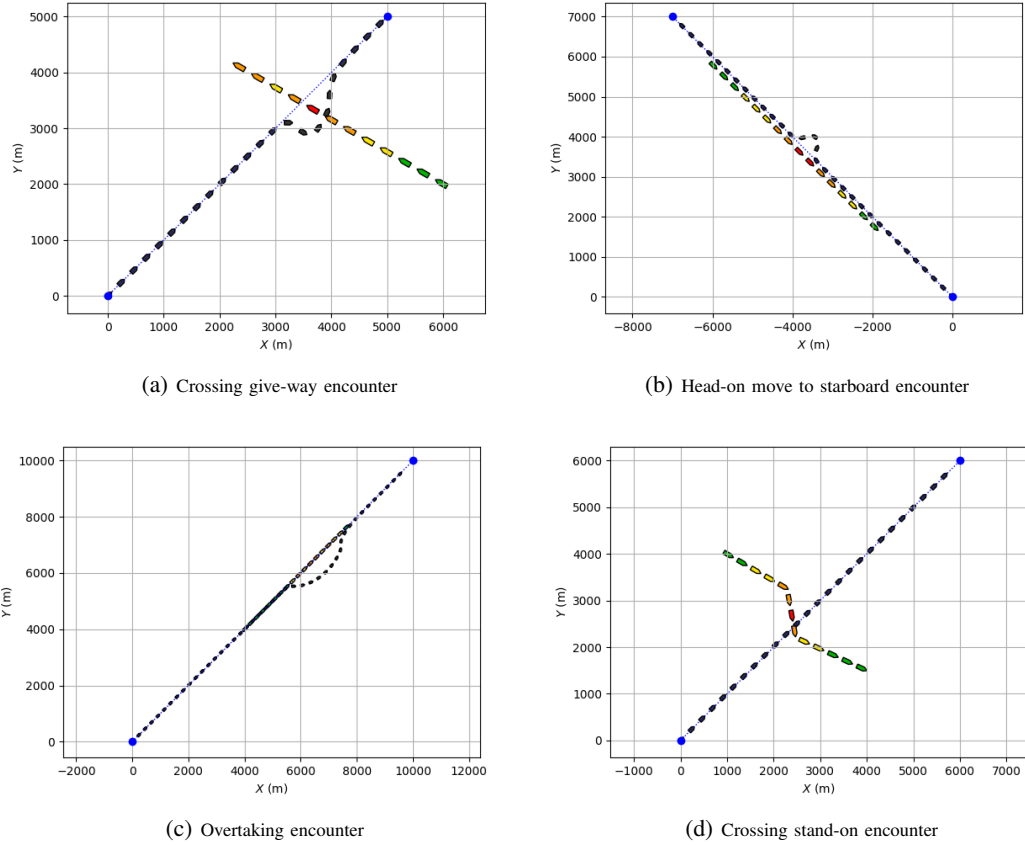 5000
4000
3000
2000
1000
0
Y (m)
0 1000 2000 3000 4000 5000 6000
X (m)
(a) Crossing give-way encounter
7000
6000
5000
4000
3000
2000
1000
0
Y (m)
−8000 −6000 −4000 −2000 0
X (m)
(b) Head-on move to starboard encounter
10000
8000
6000
4000
2000
0
Y (m)
−2000 0 2000 4000 6000 8000 10000 12000
X (m)
(c) Overtaking encounter
6000
5000
4000
3000
2000
1000
0
Y (m)
−1000 0 1000 2000 3000 4000 5000 6000 7000
X (m)
(d) Crossing stand-on encounter